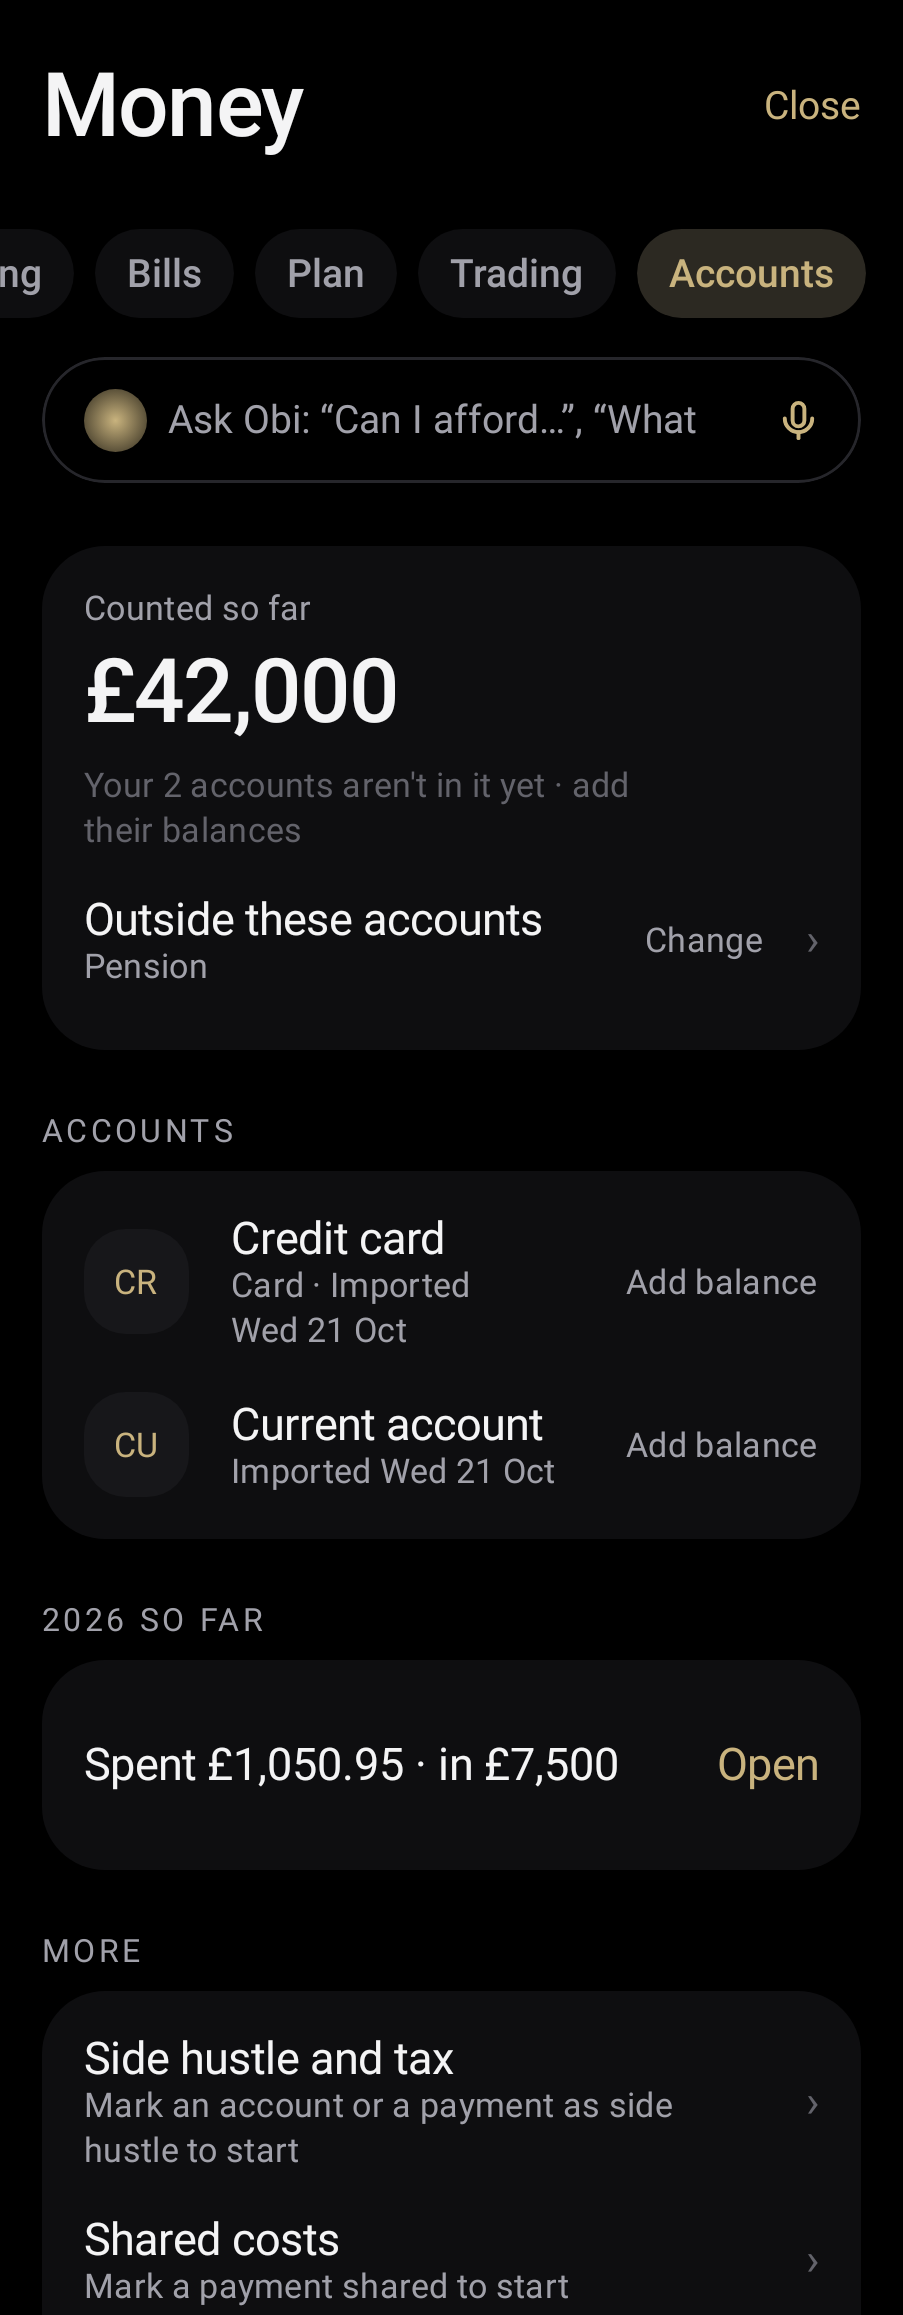 Money
Close
ng
Bills
Plan
Trading
Accounts
Ask Obi: “Can I afford…”, “What
Counted so far
£42,000
Your 2 accounts aren't in it yet · add
their balances
Outside these accounts
Pension
Change ›
ACCOUNTS
CR
Credit card
Card · Imported
Wed 21 Oct
Add balance
CU
Current account
Imported Wed 21 Oct
Add balance
2026 SO FAR
Spent £1,050.95 · in £7,500
Open
MORE
Side hustle and tax
Mark an account or a payment as side
hustle to start
›
Shared costs
Mark a payment shared to start
›